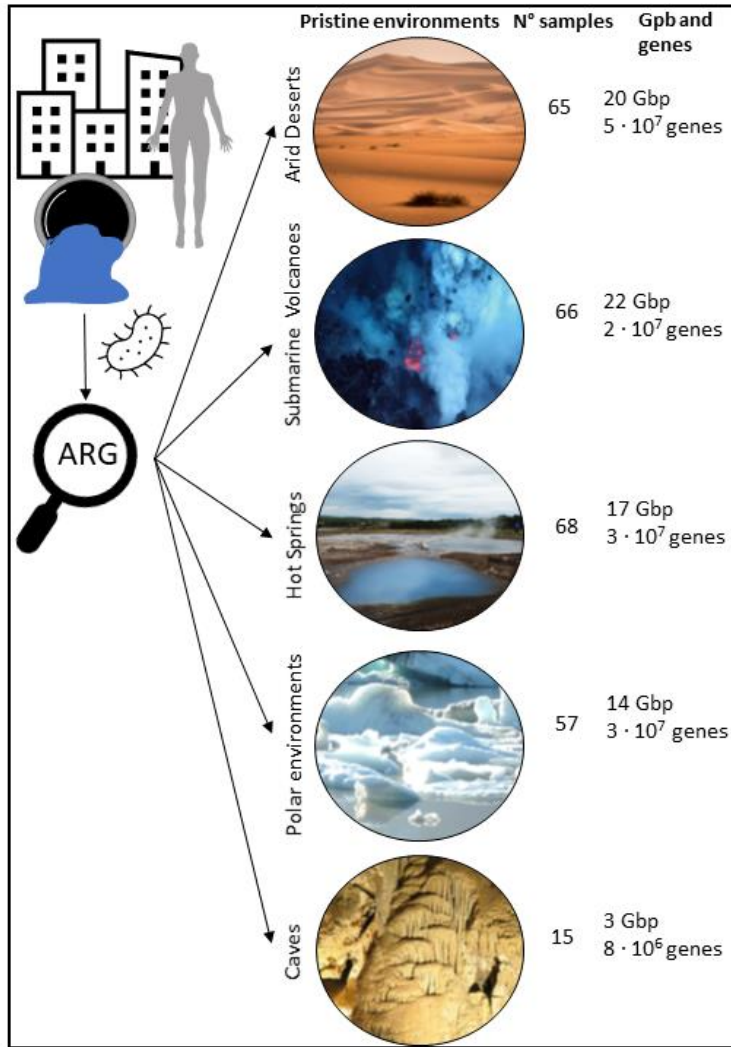 Pristine environments N° samples Gpb and
genes
Arid Deserts
65
20 Gbp
5 · 10⁷ genes
Submarine Volcanoes
66
22 Gbp
2 · 10⁷ genes
ARG
Hot Springs
68
17 Gbp
3 · 10⁷ genes
Polar environments
57
14 Gbp
3 · 10⁷ genes
Caves
15
3 Gbp
8 · 10⁶ genes